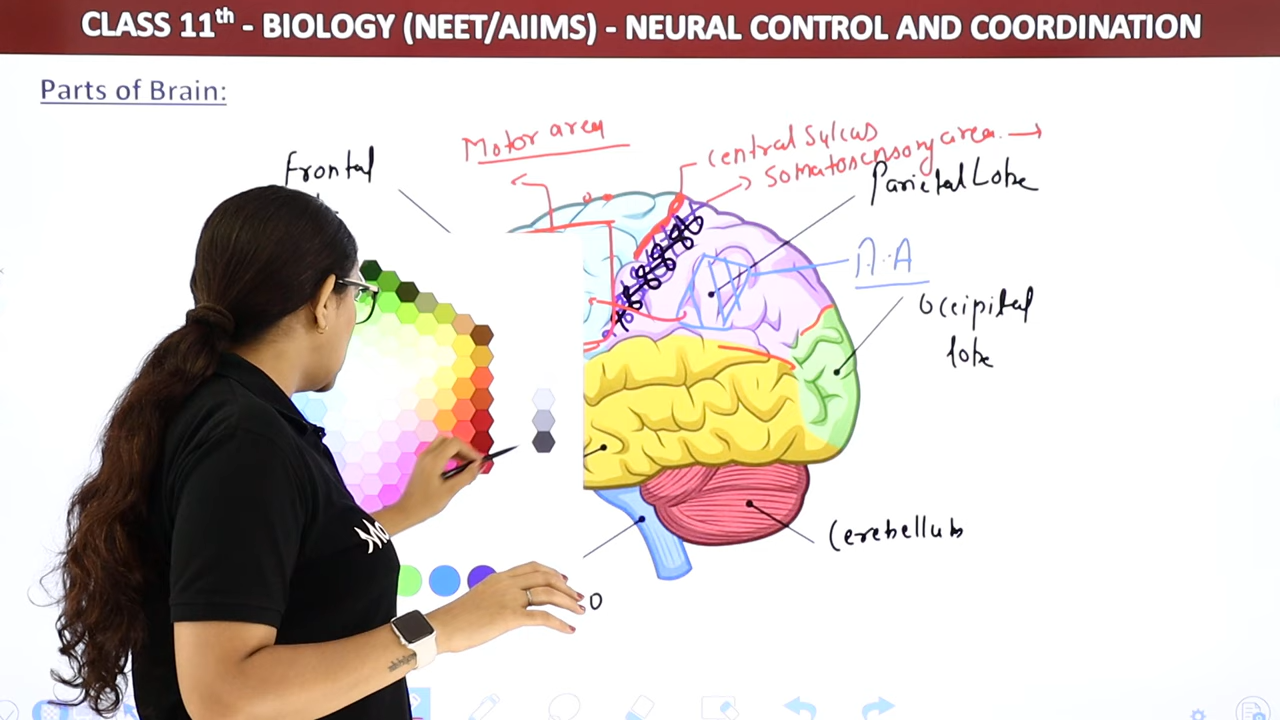 CLASS 11th - BIOLOGY (NEET/AIIMS) - NEURAL CONTROL AND COORDINATION
Parts of Brain:
Motor area
Central Sylcus
Somatosensory area →
Frontal
Parietal Lobe
A.A
Occipital
lobe
Cerebellum